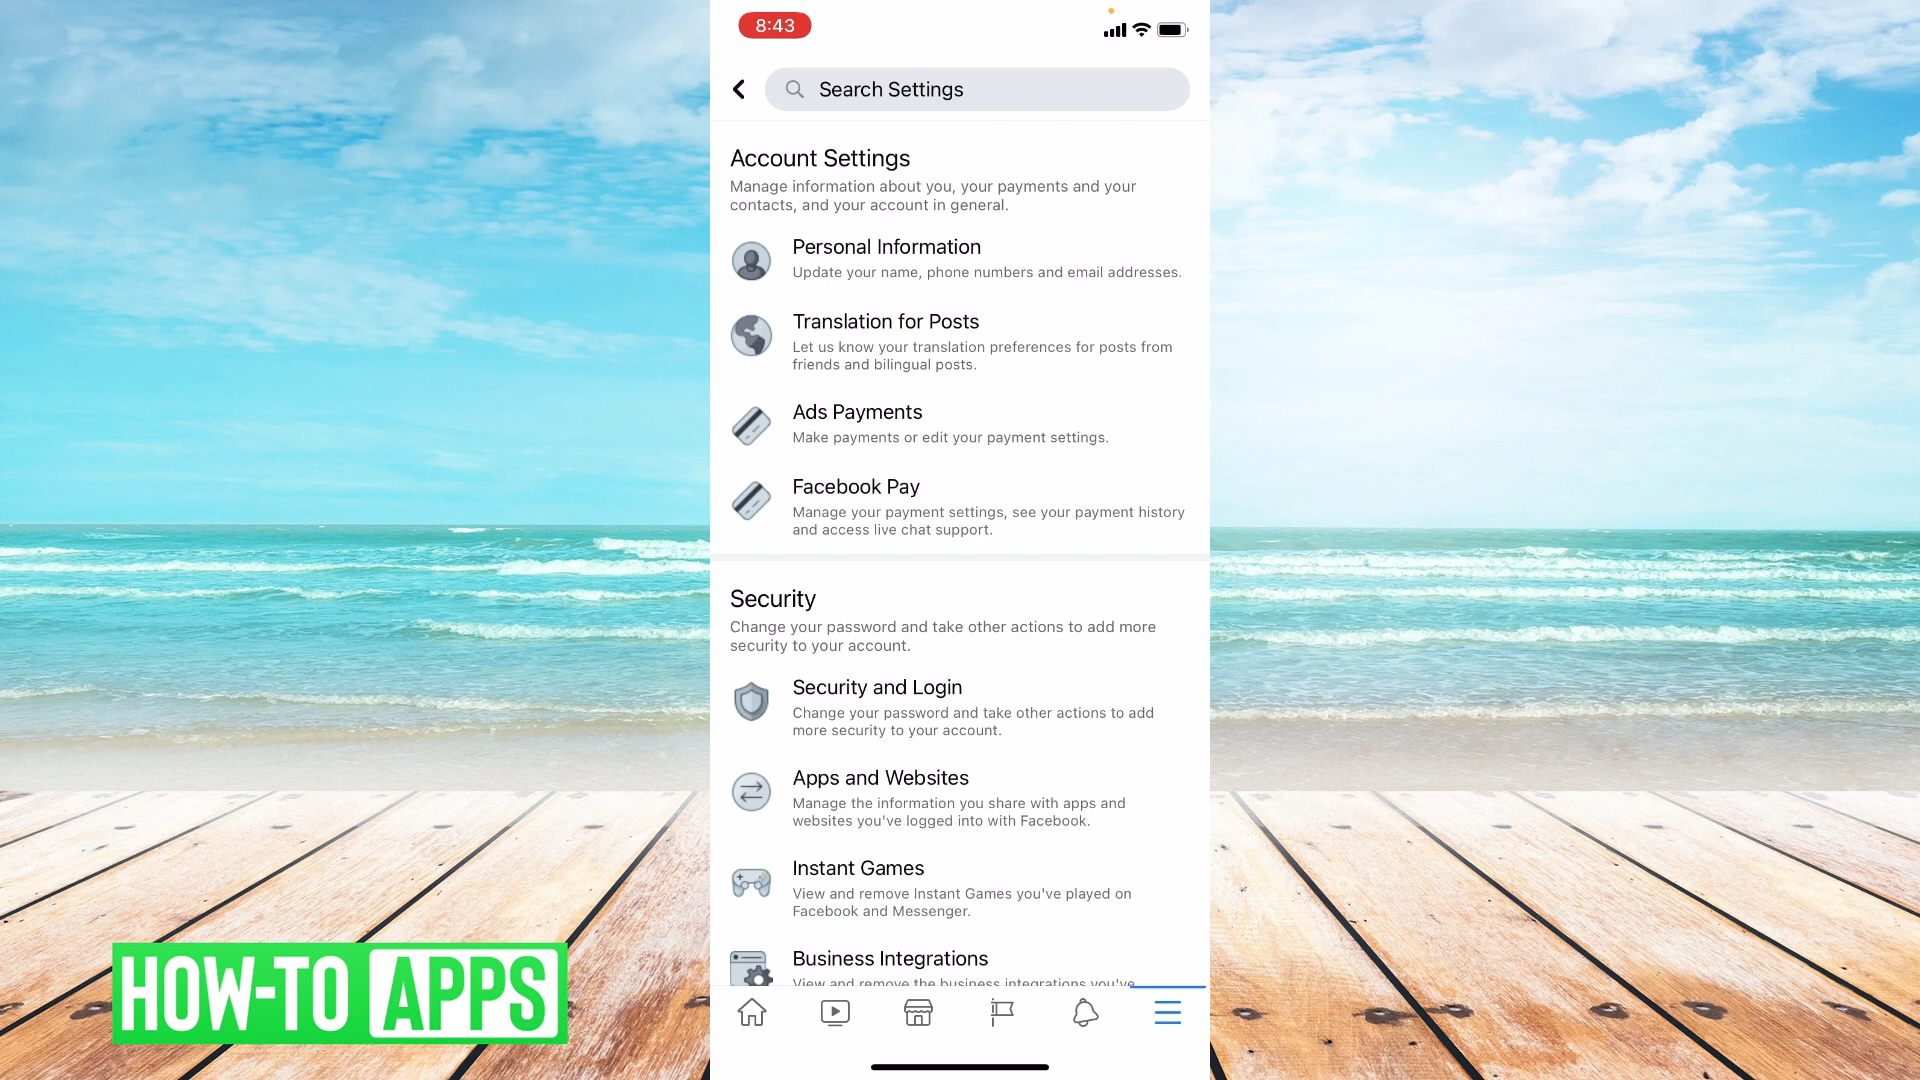 8:43
Search Settings
Account Settings
Manage information about you, your payments and your
contacts, and your account in general.
Personal Information
Update your name, phone numbers and email addresses.
Translation for Posts
Let us know your translation preferences for posts from
friends and bilingual posts.
Ads Payments
Make payments or edit your payment settings.
Facebook Pay
Manage your payment settings, see your payment history
and access live chat support.
Security
Change your password and take other actions to add more
security to your account.
Security and Login
Change your password and take other actions to add
more security to your account.
Apps and Websites
Manage the information you share with apps and
websites you've logged into with Facebook.
Instant Games
View and remove Instant Games you've played on
Facebook and Messenger.
Business Integrations
View and remove the business integrations you've
HOW-TO APPS